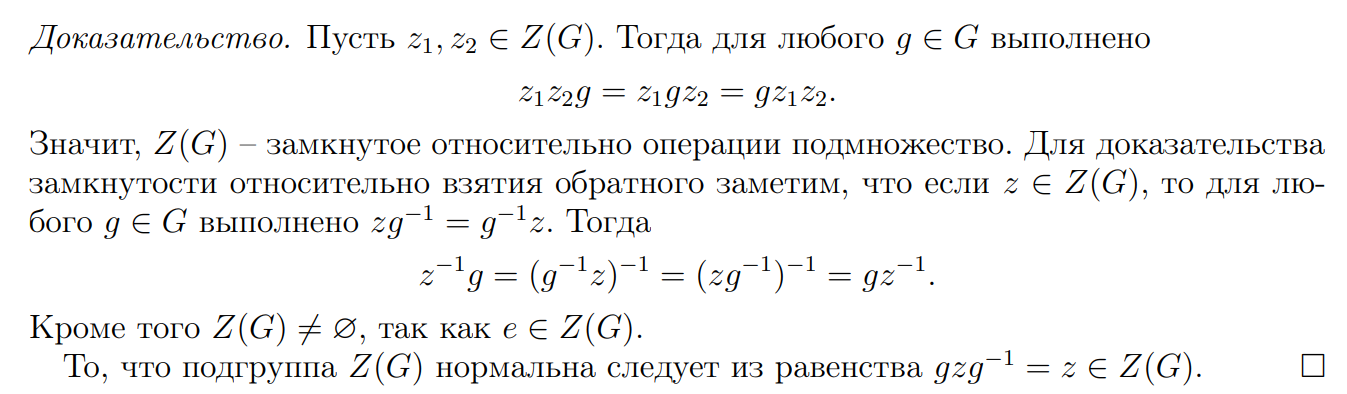 Доказательство. Пусть z₁, z₂ ∈ Z(G). Тогда для любого g ∈ G выполнено
z₁z₂g = z₁gz₂ = gz₁z₂.
Значит, Z(G) – замкнутое относительно операции подмножество. Для доказательства
замкнутости относительно взятия обратного заметим, что если z ∈ Z(G), то для лю-
бого g ∈ G выполнено zg⁻¹ = g⁻¹z. Тогда
z⁻¹g = (g⁻¹z)⁻¹ = (zg⁻¹)⁻¹ = gz⁻¹.
Кроме того Z(G) ≠ ∅, так как e ∈ Z(G).
То, что подгруппа Z(G) нормальна следует из равенства gzg⁻¹ = z ∈ Z(G). □